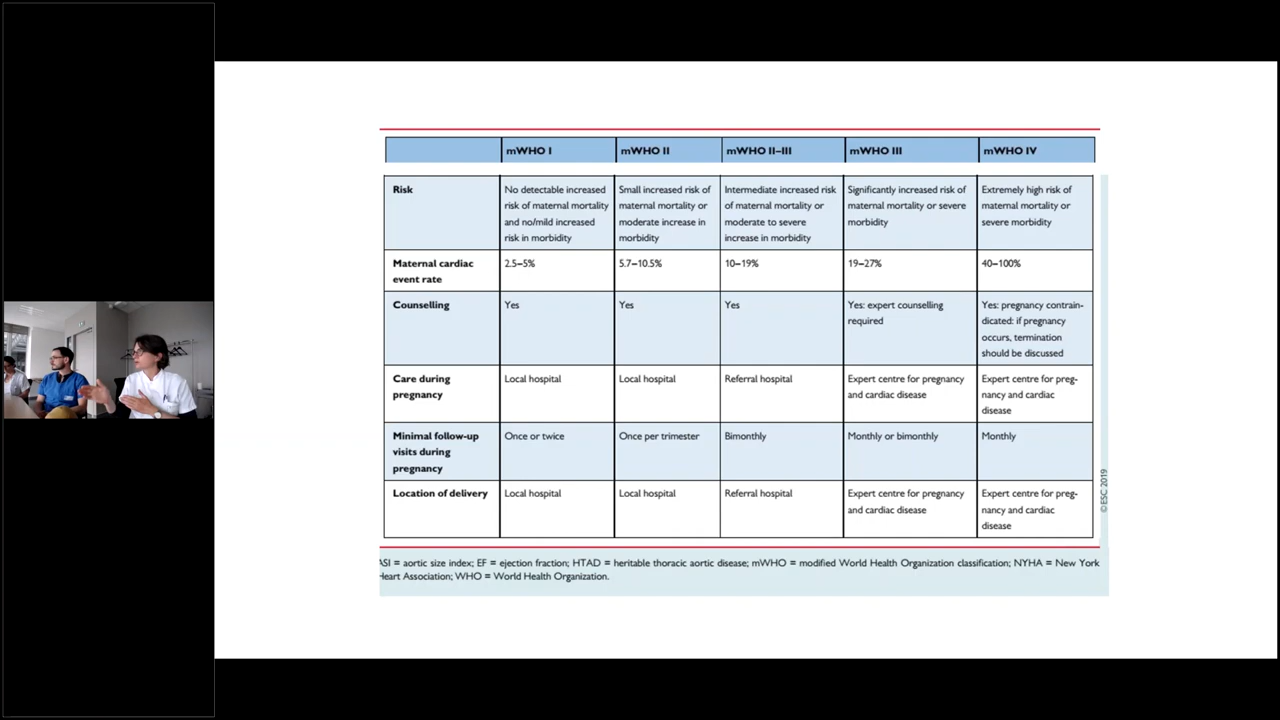 mWHO I mWHO II mWHO II–III mWHO III mWHO IV
Risk
No detectable increased
risk of maternal mortality
and no/mild increased
risk in morbidity
Small increased risk of
maternal mortality or
moderate increase in
morbidity
Intermediate increased risk
of maternal mortality or
moderate to severe
increase in morbidity
Significantly increased risk of
maternal mortality or severe
morbidity
Extremely high risk of
maternal mortality or
severe morbidity
Maternal cardiac
event rate
2.5–5%
5.7–10.5%
10–19%
19–27%
40–100%
Counselling
Yes
Yes
Yes
Yes: expert counselling
required
Yes: pregnancy contrain-
dicated: if pregnancy
occurs, termination
should be discussed
Care during
pregnancy
Local hospital
Local hospital
Referral hospital
Expert centre for pregnancy
and cardiac disease
Expert centre for preg-
nancy and cardiac
disease
Minimal follow-up
visits during
pregnancy
Once or twice
Once per trimester
Bimonthly
Monthly or bimonthly
Monthly
Location of delivery
Local hospital
Local hospital
Referral hospital
Expert centre for pregnancy
and cardiac disease
Expert centre for preg-
nancy and cardiac
disease
©ESC 2019
ASI = aortic size index; EF = ejection fraction; HTAD = heritable thoracic aortic disease; mWHO = modified World Health Organization classification; NYHA = New York
Heart Association; WHO = World Health Organization.